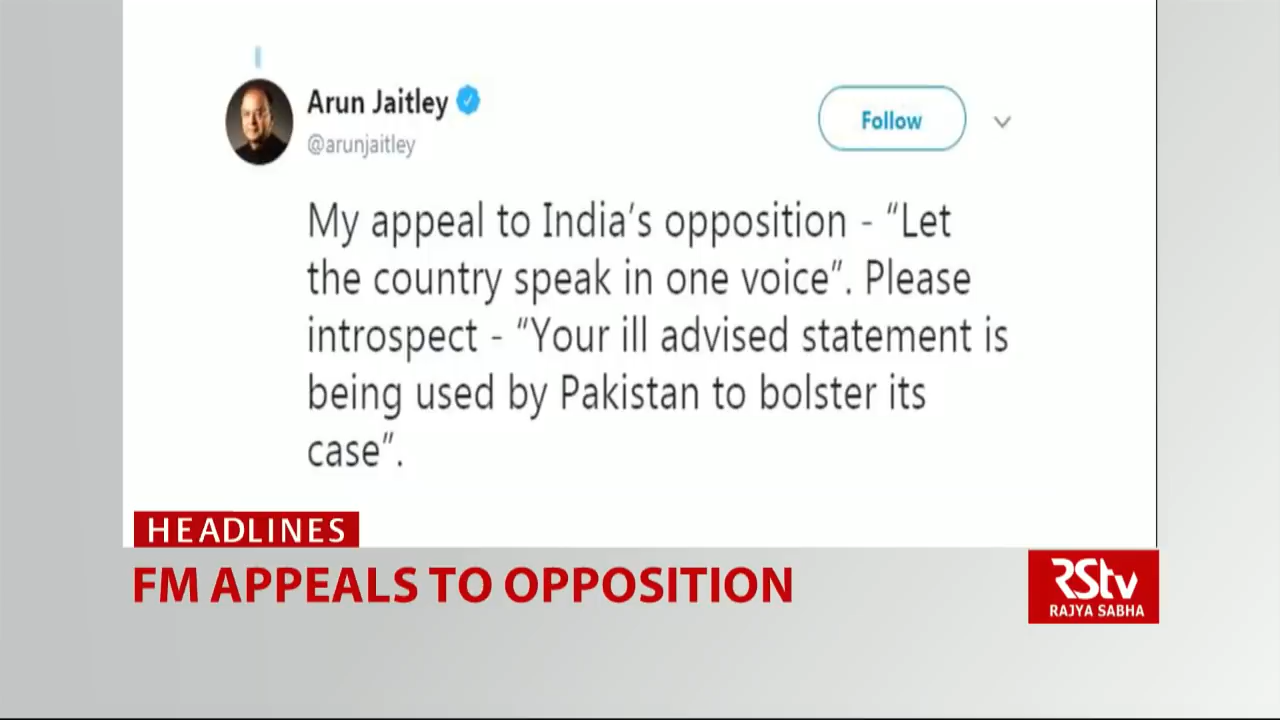 Arun Jaitley
@arunjaitley
Follow
My appeal to India's opposition - “Let
the country speak in one voice”. Please
introspect - “Your ill advised statement is
being used by Pakistan to bolster its
case”.
HEADLINES
FM APPEALS TO OPPOSITION
RStv
RAJYA SABHA